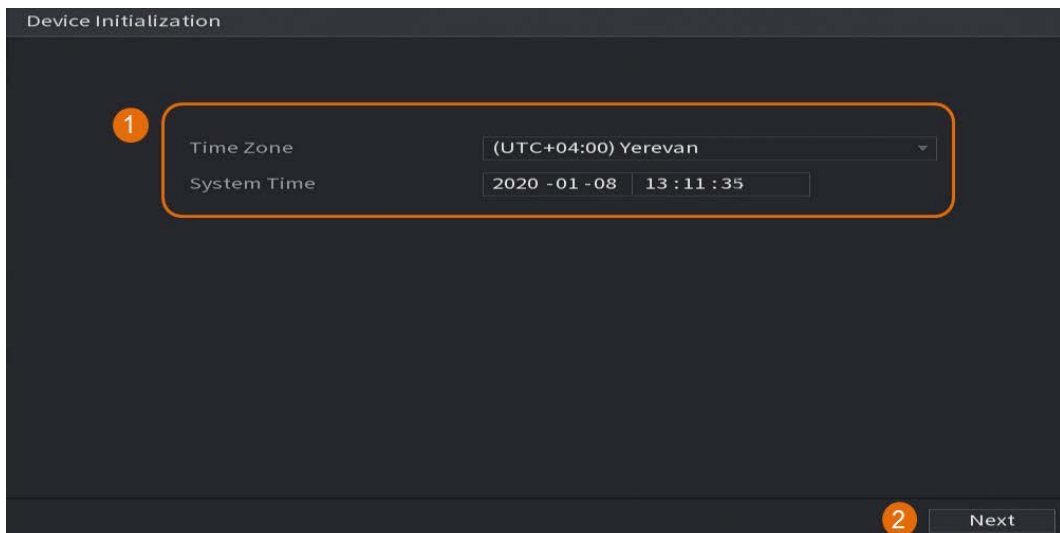 Device Initialization
1
Time Zone (UTC+04:00) Yerevan
System Time 2020 -01 -08 13 : 11 : 35
2 Next